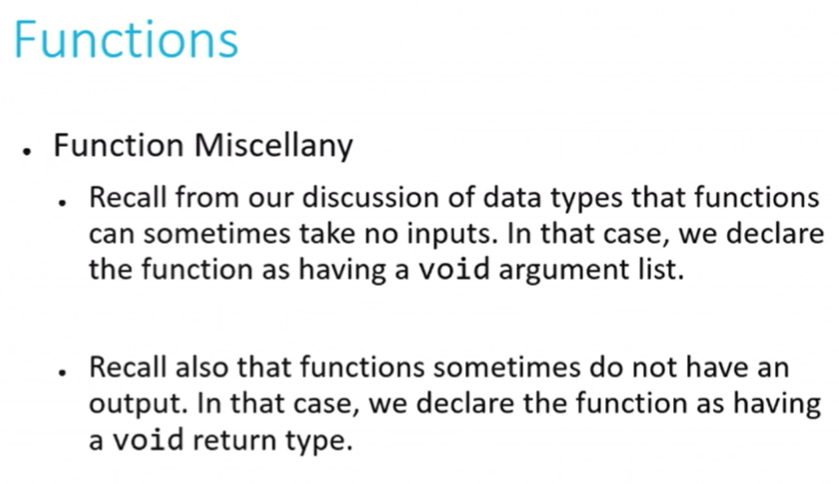 Functions
• Function Miscellany
• Recall from our discussion of data types that functions
can sometimes take no inputs. In that case, we declare
the function as having a void argument list.
• Recall also that functions sometimes do not have an
output. In that case, we declare the function as having
a void return type.